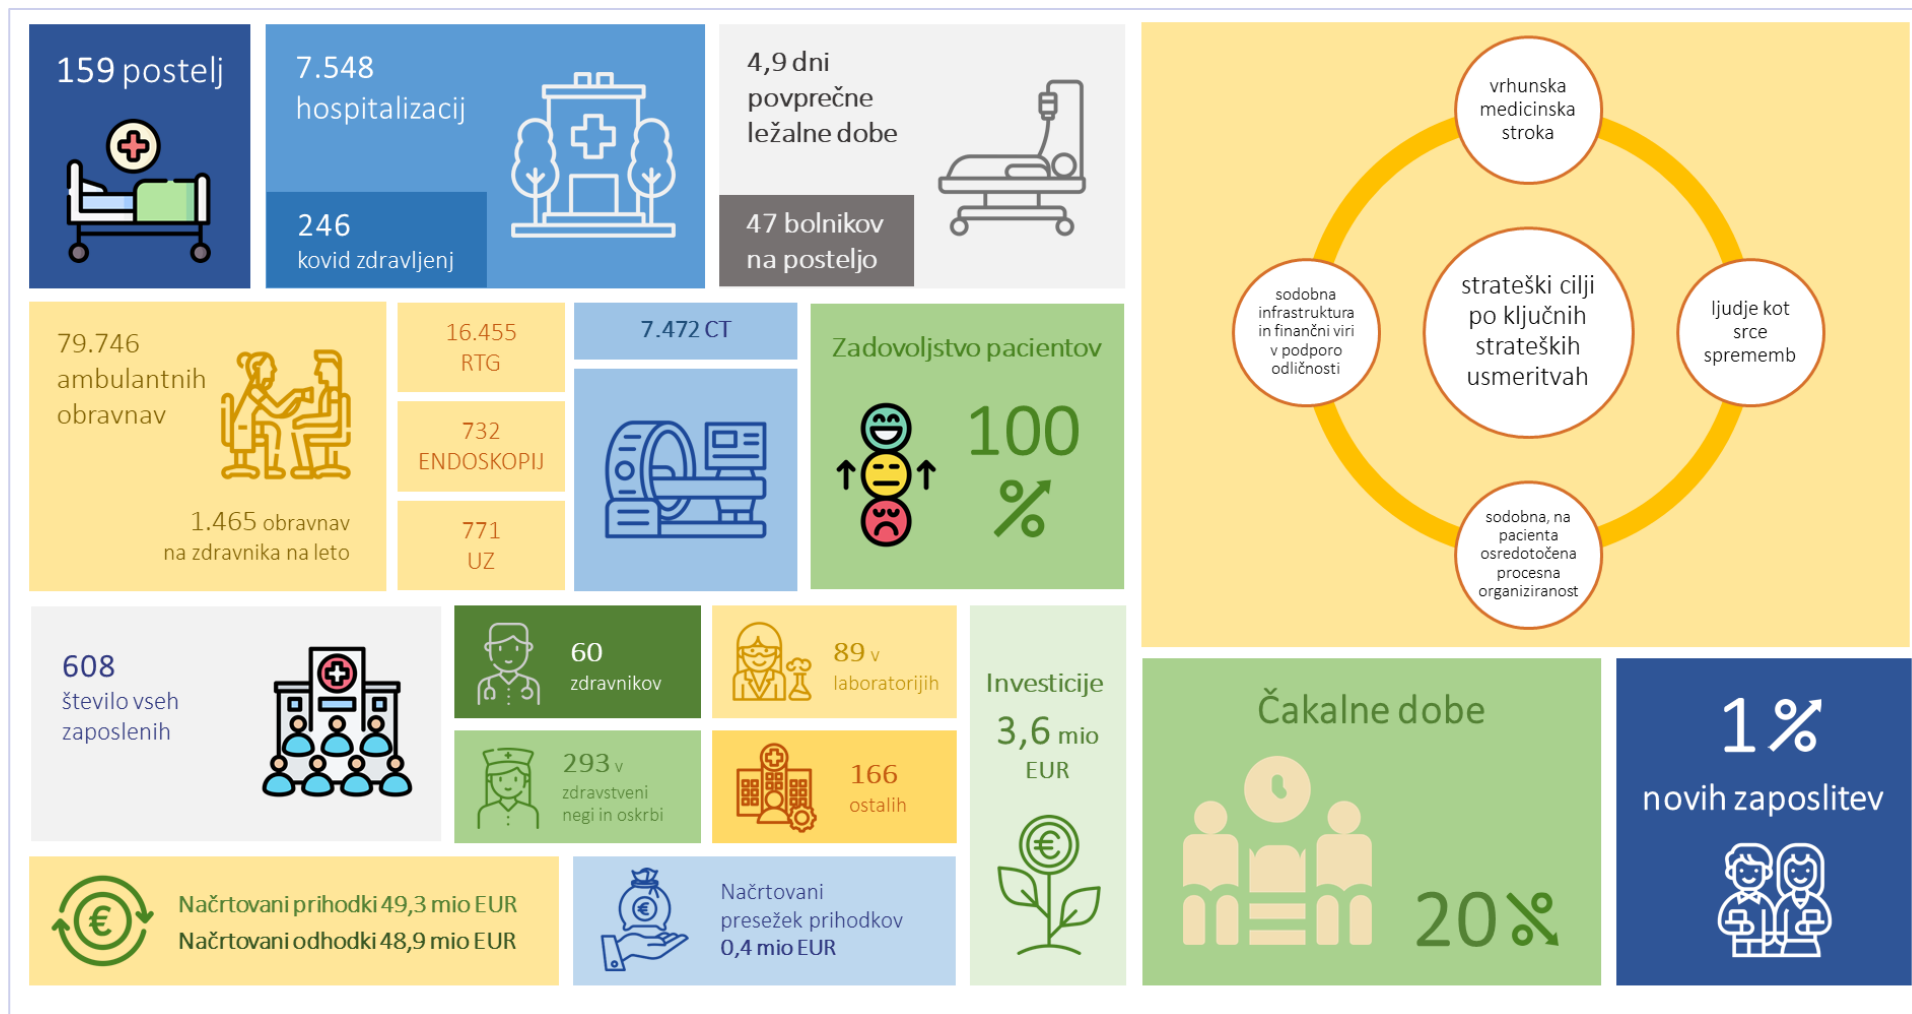 159 postelj
7.548
hospitalizacij
246
kovid zdravljenj
4,9 dni
povprečne
ležalne dobe
47 bolnikov
na posteljo
79.746
ambulantnih
obravnav
1.465 obravnav
na zdravnika na leto
16.455
RTG
732
ENDOSKOPIJ
771
UZ
7.472 CT
Zadovoljstvo pacientov
100
%
608
število vseh
zaposlenih
60
zdravnikov
89 v
laboratorijih
293 v
zdravstveni
negi in oskrbi
166
ostalih
Investicije
3,6 mio
EUR
Načrtovani prihodki 49,3 mio EUR
Načrtovani odhodki 48,9 mio EUR
Načrtovani
presežek prihodkov
0,4 mio EUR
vrhunska
medicinska
stroka
sodobna
infrastruktura
in finančni viri
v podporo
odličnosti
strateški cilji
po ključnih
strateških
usmeritvah
ljudje kot
srce
sprememb
sodobna, na
pacienta
osredotočena
procesna
organiziranost
Čakalne dobe
20%
1%
novih zaposlitev